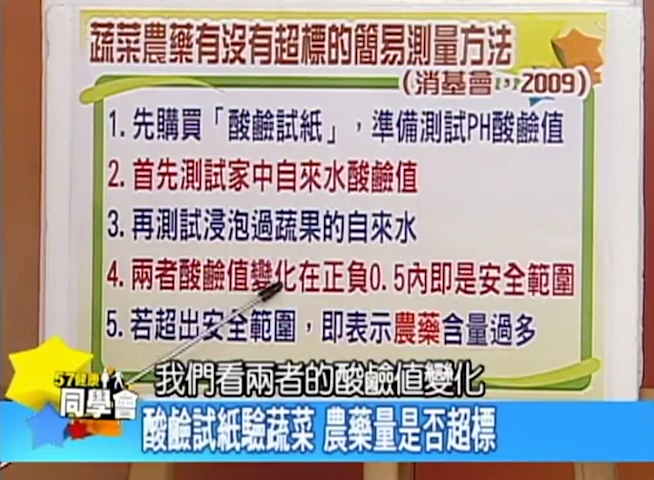 蔬菜農藥有沒有超標的簡易測量方法
(消基會，2009)
1. 先購買「酸鹼試紙」，準備測試PH酸鹼值
2. 首先測試家中自來水酸鹼值
3. 再測試浸泡過蔬果的自來水
4. 兩者酸鹼值變化在正負0.5內即是安全範圍
5. 若超出安全範圍，即表示農藥含量過多
57健康
同學會
我們看兩者的酸鹼值變化
酸鹼試紙驗蔬菜 農藥量是否超標